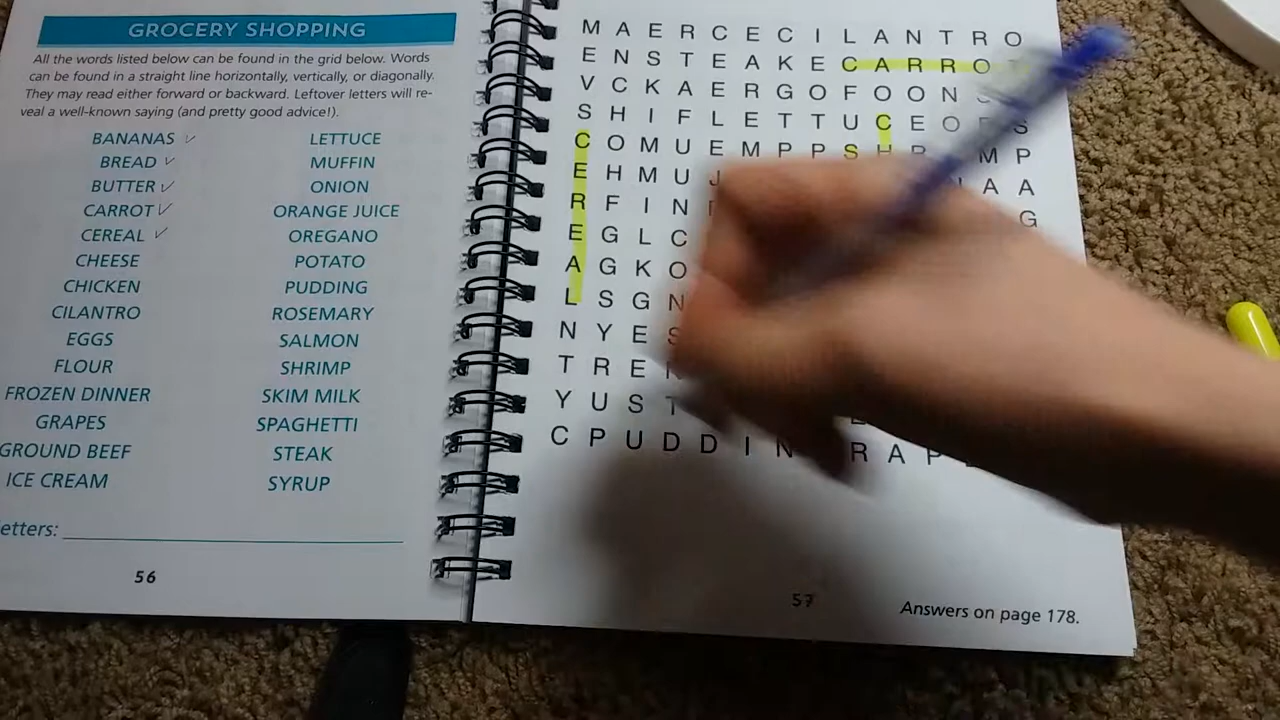 GROCERY SHOPPING
All the words listed below can be found in the grid below. Words
can be found in a straight line horizontally, vertically, or diagonally.
They may read either forward or backward. Leftover letters will re-
veal a well-known saying (and pretty good advice!).
BANANAS
BREAD
BUTTER
CARROT
CEREAL
CHEESE
CHICKEN
CILANTRO
EGGS
FLOUR
FROZEN DINNER
GRAPES
GROUND BEEF
ICE CREAM
LETTUCE
MUFFIN
ONION
ORANGE JUICE
OREGANO
POTATO
PUDDING
ROSEMARY
SALMON
SHRIMP
SKIM MILK
SPAGHETTI
STEAK
SYRUP
etters:
56
M A E R C E C I L A N T R O
E N S T E A K E C A R R O
V C K A E R G O F O O N
S H I F L E T T U C E O
C O M U E M P P S H M P
E H M U A A
R F I N G
E G L C
A G K O
L S G N
N Y E
T R E
Y U S T
C P U D D I N R A P
57
Answers on page 178.